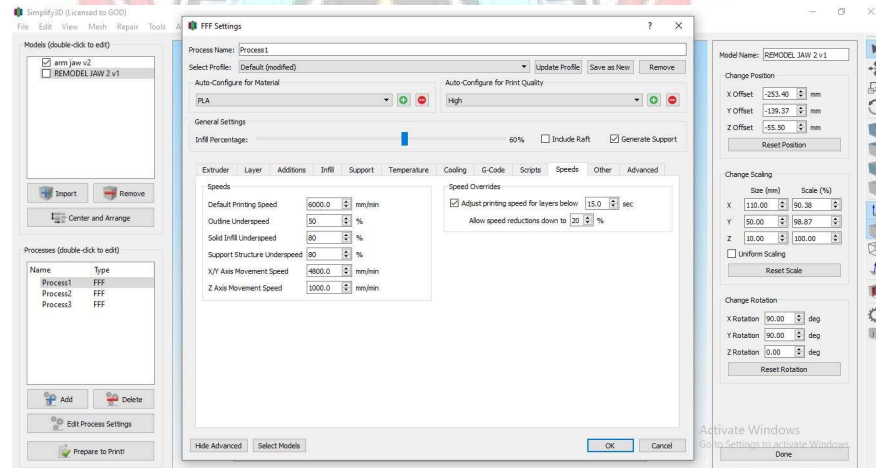 Simplify3D (Licensed to GOD)
File Edit View Mesh Repair Tools
Models (double-click to edit)
arm jaw v2
REMODEL JAW 2 v1
Import Remove
Center and Arrange
Processes (double-click to edit)
Name Type
Process1 FFF
Process2 FFF
Process3 FFF
Add Delete
Edit Process Settings
Prepare to Print!
FFF Settings
Process Name: Process1
Select Profile: Default (modified) Update Profile Save as New Remove
Auto-Configure for Material
PLA
Auto-Configure for Print Quality
High
General Settings
Infill Percentage: 60% Include Raft Generate Support
Extruder Layer Additions Infill Support Temperature Cooling G-Code Scripts Speeds Other Advanced
Speeds
Default Printing Speed 6000.0 mm/min
Outline Underspeed 50 %
Solid Infill Underspeed 80 %
Support Structure Underspeed 80 %
X/Y Axis Movement Speed 4800.0 mm/min
Z Axis Movement Speed 1000.0 mm/min
Speed Overrides
Adjust printing speed for layers below 15.0 sec
Allow speed reductions down to 20 %
Hide Advanced Select Models OK Cancel
Model Name: REMODEL JAW 2 v1
Change Position
X Offset -253.40 mm
Y Offset -139.37 mm
Z Offset -55.50 mm
Reset Position
Change Scaling
Size (mm) Scale (%)
X 110.00 90.38
Y 50.00 98.87
Z 10.00 100.00
Uniform Scaling
Reset Scale
Change Rotation
X Rotation 90.00 deg
Y Rotation 90.00 deg
Z Rotation 0.00 deg
Reset Rotation
Activate Windows
Go to Settings to activate Windows.
Done